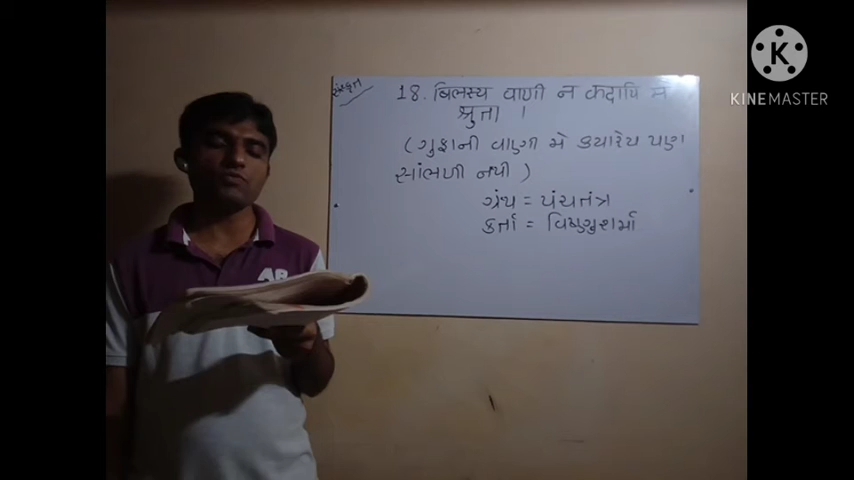 સંસ્કૃત
18. बिलस्य वाणी न कदापि मे
श्रुता ।
( ગુફાની વાણી મેં ક્યારેય પણ
સાંભળી નથી )
ગ્રંથ = પંચતંત્ર
કર્તા = વિષ્ણુશર્મા
AB
KINEMASTER